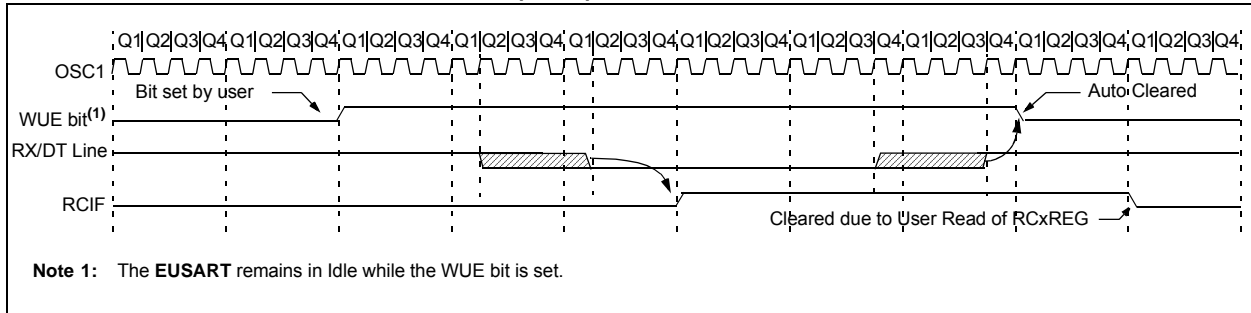 Q1|Q2|Q3|Q4|Q1|Q2|Q3|Q4|Q1|Q2|Q3|Q4|Q1|Q2|Q3|Q4|Q1|Q2|Q3|Q4|Q1|Q2|Q3|Q4|Q1|Q2|Q3|Q4|Q1|Q2|Q3|Q4|Q1|Q2|Q3|Q4|Q1|Q2|Q3|Q4
OSC1
Bit set by user
Auto Cleared
WUE bit(1)
RX/DT Line
RCIF
Cleared due to User Read of RCxREG
Note 1: The EUSART remains in Idle while the WUE bit is set.